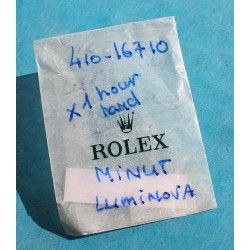 410-16710
x 1 hour
hand
ROLEX
MINUT
LUMINOVA